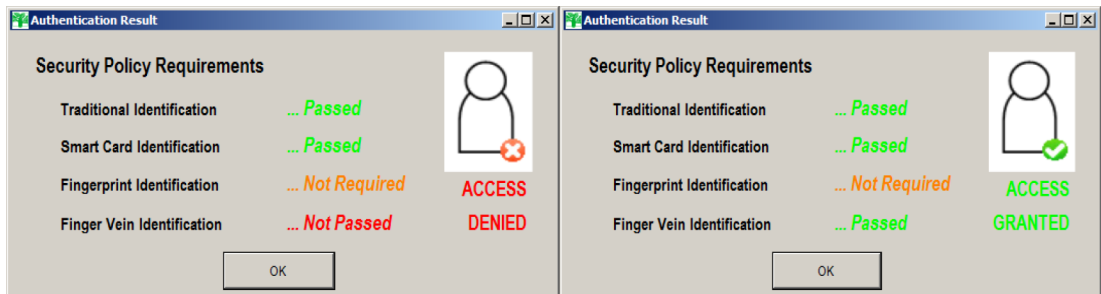 Authentication Result
Security Policy Requirements
Traditional Identification ... Passed
Smart Card Identification ... Passed
Fingerprint Identification ... Not Required ACCESS
Finger Vein Identification ... Not Passed DENIED
OK
Authentication Result
Security Policy Requirements
Traditional Identification ... Passed
Smart Card Identification ... Passed
Fingerprint Identification ... Not Required ACCESS
Finger Vein Identification ... Passed GRANTED
OK